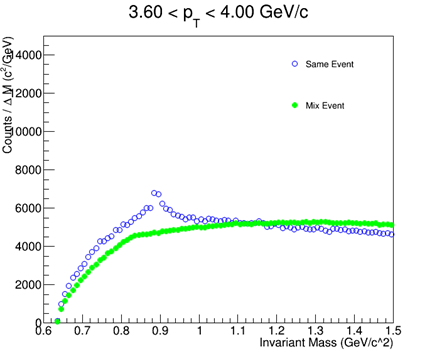 3.60 < p_T < 4.00 GeV/c
Counts / Δ M (c²/GeV)
14000
12000
10000
8000
6000
4000
2000
0
Same Event
Mix Event
0.6 0.7 0.8 0.9 1 1.1 1.2 1.3 1.4 1.5
Invariant Mass (GeV/c^2)